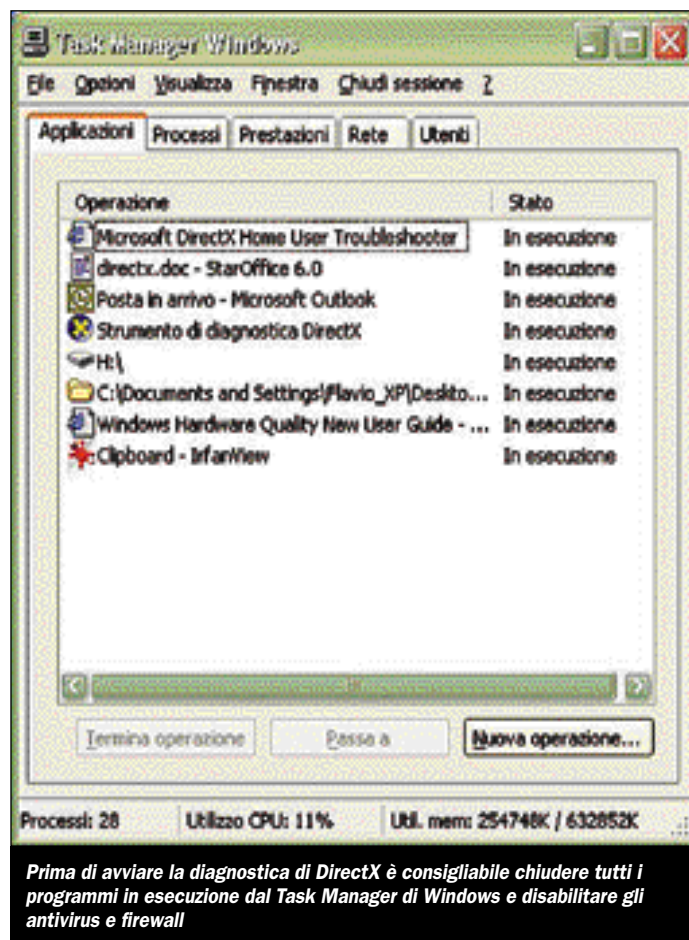 Task Manager Windows
File Opzioni Visualizza Finestra Chiudi sessione ?
Applicazioni Processi Prestazioni Rete Utenti
Operazione Stato
Microsoft DirectX Home User Troubleshooter In esecuzione
directx.doc - StarOffice 6.0 In esecuzione
Posta in arrivo - Microsoft Outlook In esecuzione
Strumento di diagnostica DirectX In esecuzione
H:\ In esecuzione
C:\Documents and Settings\Flavio_XP\Deskto... In esecuzione
Windows Hardware Quality New User Guide - ... In esecuzione
Clipboard - IrfanView In esecuzione
Termina operazione Passa a Nuova operazione...
Processi: 28 Utilizzo CPU: 11% Util. mem: 254748K / 632852K
Prima di avviare la diagnostica di DirectX è consigliabile chiudere tutti i
programmi in esecuzione dal Task Manager di Windows e disabilitare gli
antivirus e firewall